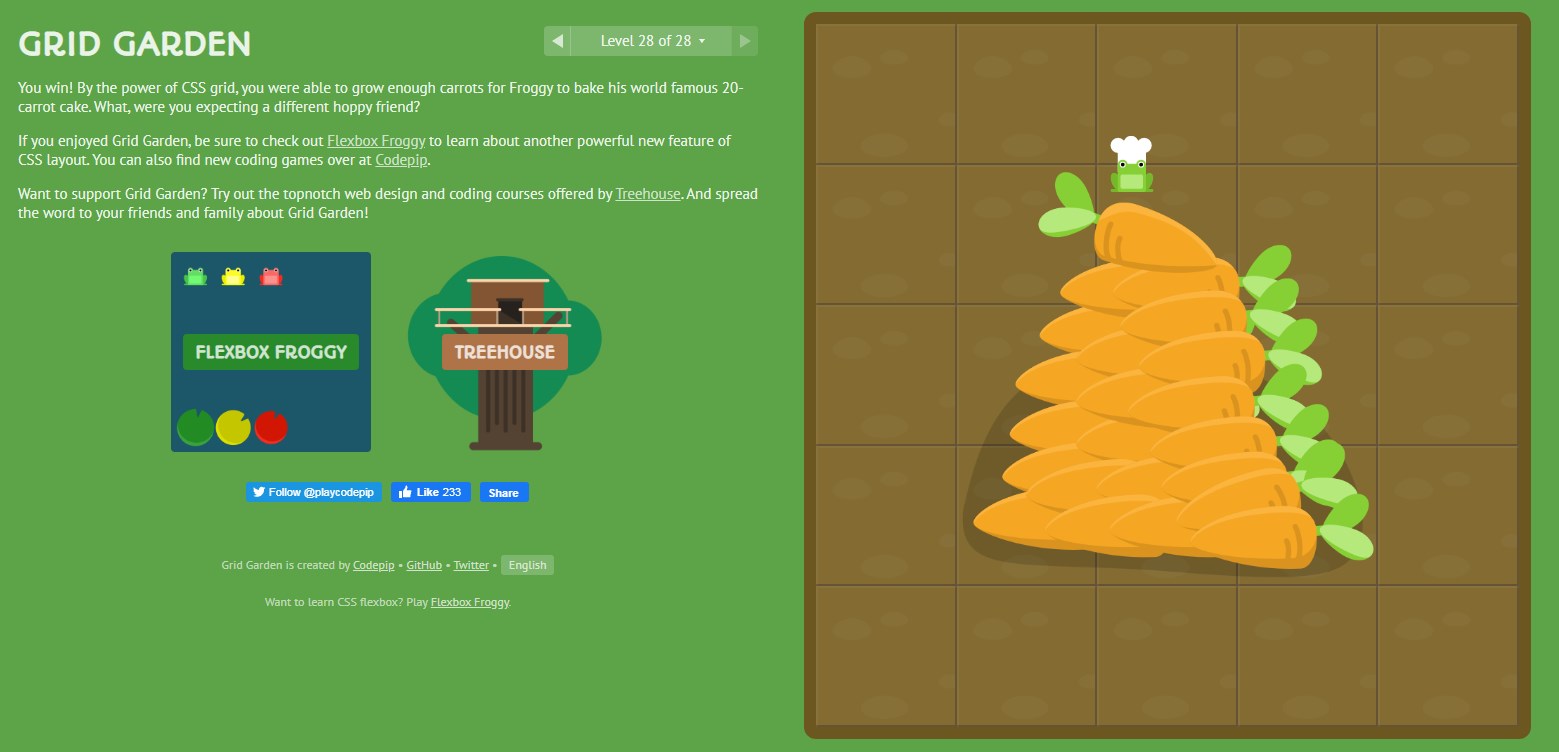 GRID GARDEN
Level 28 of 28
You win! By the power of CSS grid, you were able to grow enough carrots for Froggy to bake his world famous 20-
carrot cake. What, were you expecting a different hoppy friend?
If you enjoyed Grid Garden, be sure to check out Flexbox Froggy to learn about another powerful new feature of
CSS layout. You can also find new coding games over at Codepip.
Want to support Grid Garden? Try out the topnotch web design and coding courses offered by Treehouse. And spread
the word to your friends and family about Grid Garden!
FLEXBOX FROGGY
TREEHOUSE
Follow @playcodepip
Like 233
Share
Grid Garden is created by Codepip • GitHub • Twitter • English
Want to learn CSS flexbox? Play Flexbox Froggy.